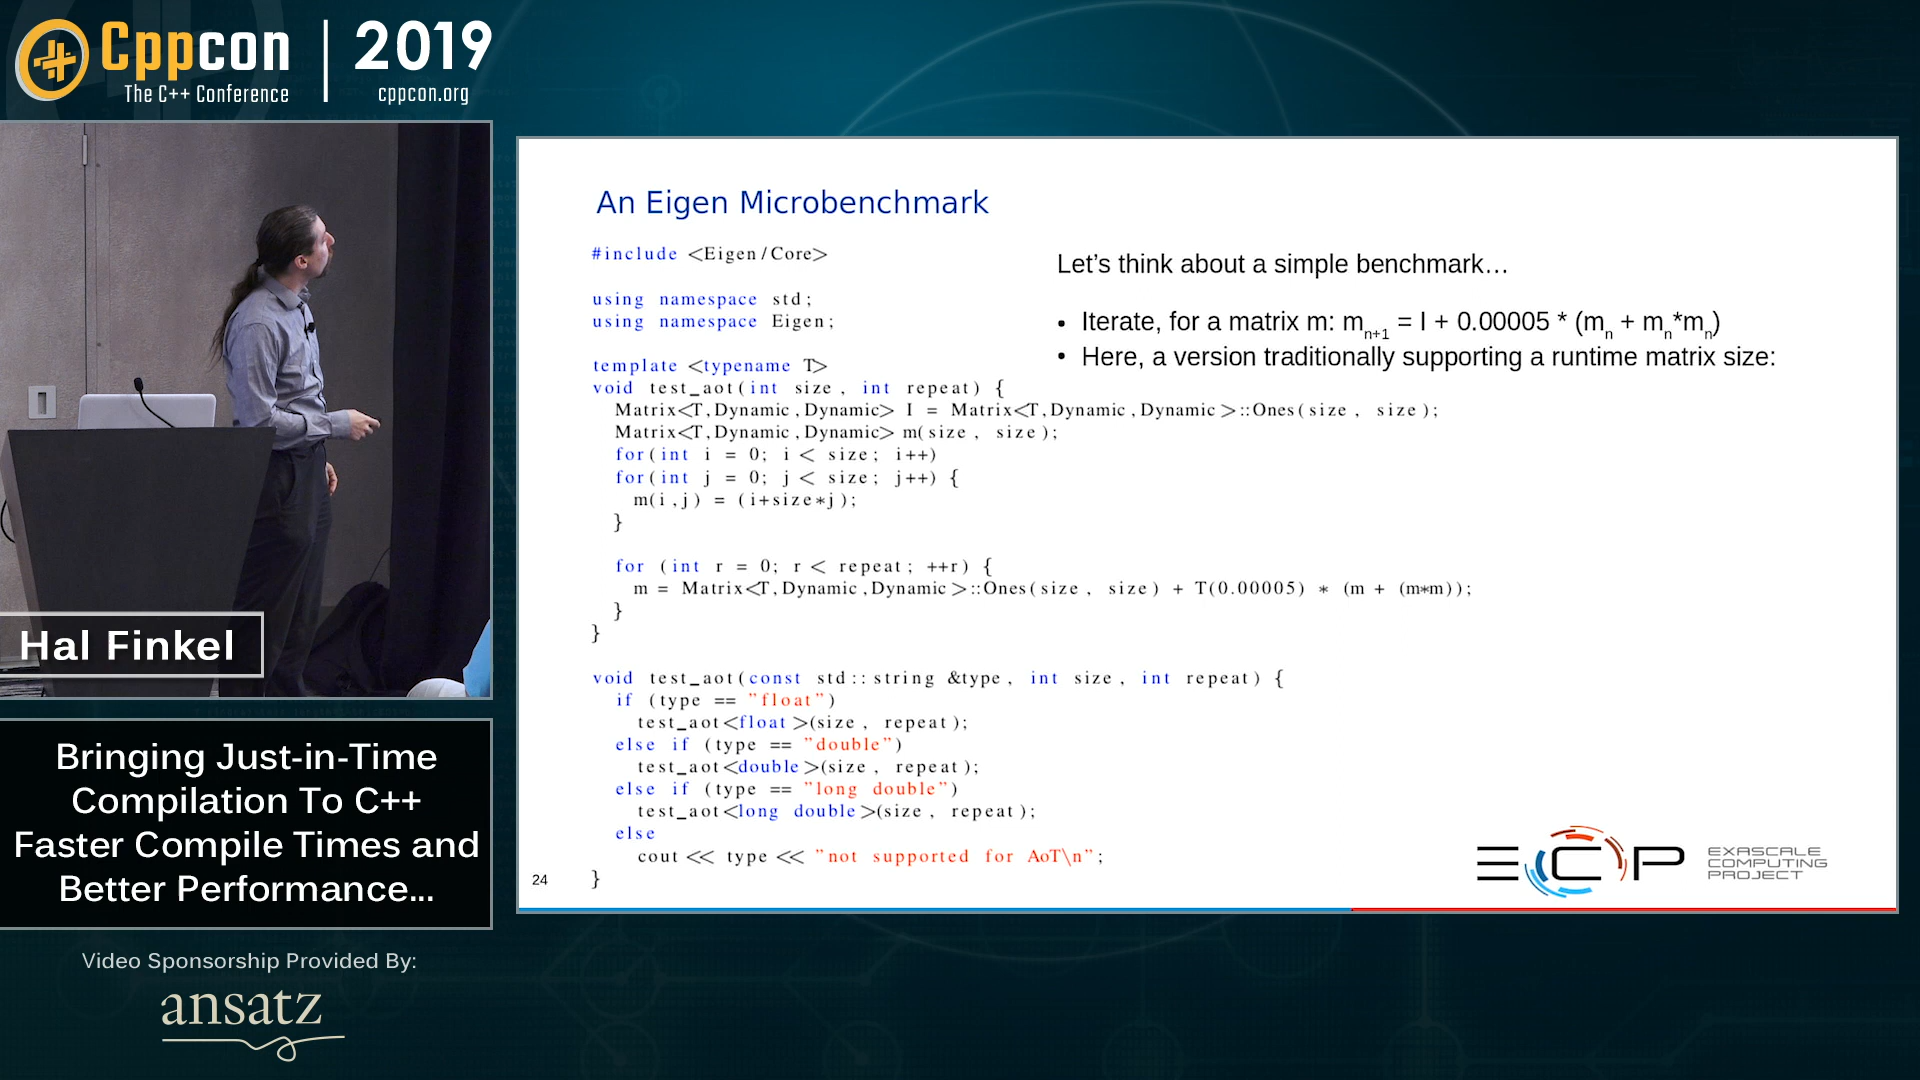 Cppcon
The C++ Conference
2019
cppcon.org
Hal Finkel
Bringing Just-in-Time
Compilation To C++
Faster Compile Times and
Better Performance...
Video Sponsorship Provided By:
ansatz
An Eigen Microbenchmark
#include <Eigen/Core>
using namespace std;
using namespace Eigen;
template <typename T>
void test_aot(int size, int repeat) {
Matrix<T,Dynamic,Dynamic> I = Matrix<T,Dynamic,Dynamic>::Ones(size, size);
Matrix<T,Dynamic,Dynamic> m(size, size);
for(int i = 0; i < size; i++)
for(int j = 0; j < size; j++) {
m(i,j) = (i+size*j);
}
for (int r = 0; r < repeat; ++r) {
m = Matrix<T,Dynamic,Dynamic>::Ones(size, size) + T(0.00005) * (m + (m*m));
}
}
void test_aot(const std::string &type, int size, int repeat) {
if (type == "float")
test_aot<float>(size, repeat);
else if (type == "double")
test_aot<double>(size, repeat);
else if (type == "long double")
test_aot<long double>(size, repeat);
else
cout << type << "not supported for AoT\n";
}
Let's think about a simple benchmark…
• Iterate, for a matrix m: mn+1 = I + 0.00005 * (mn + mn*mn)
• Here, a version traditionally supporting a runtime matrix size:
24
ECP
EXASCALE
COMPUTING
PROJECT